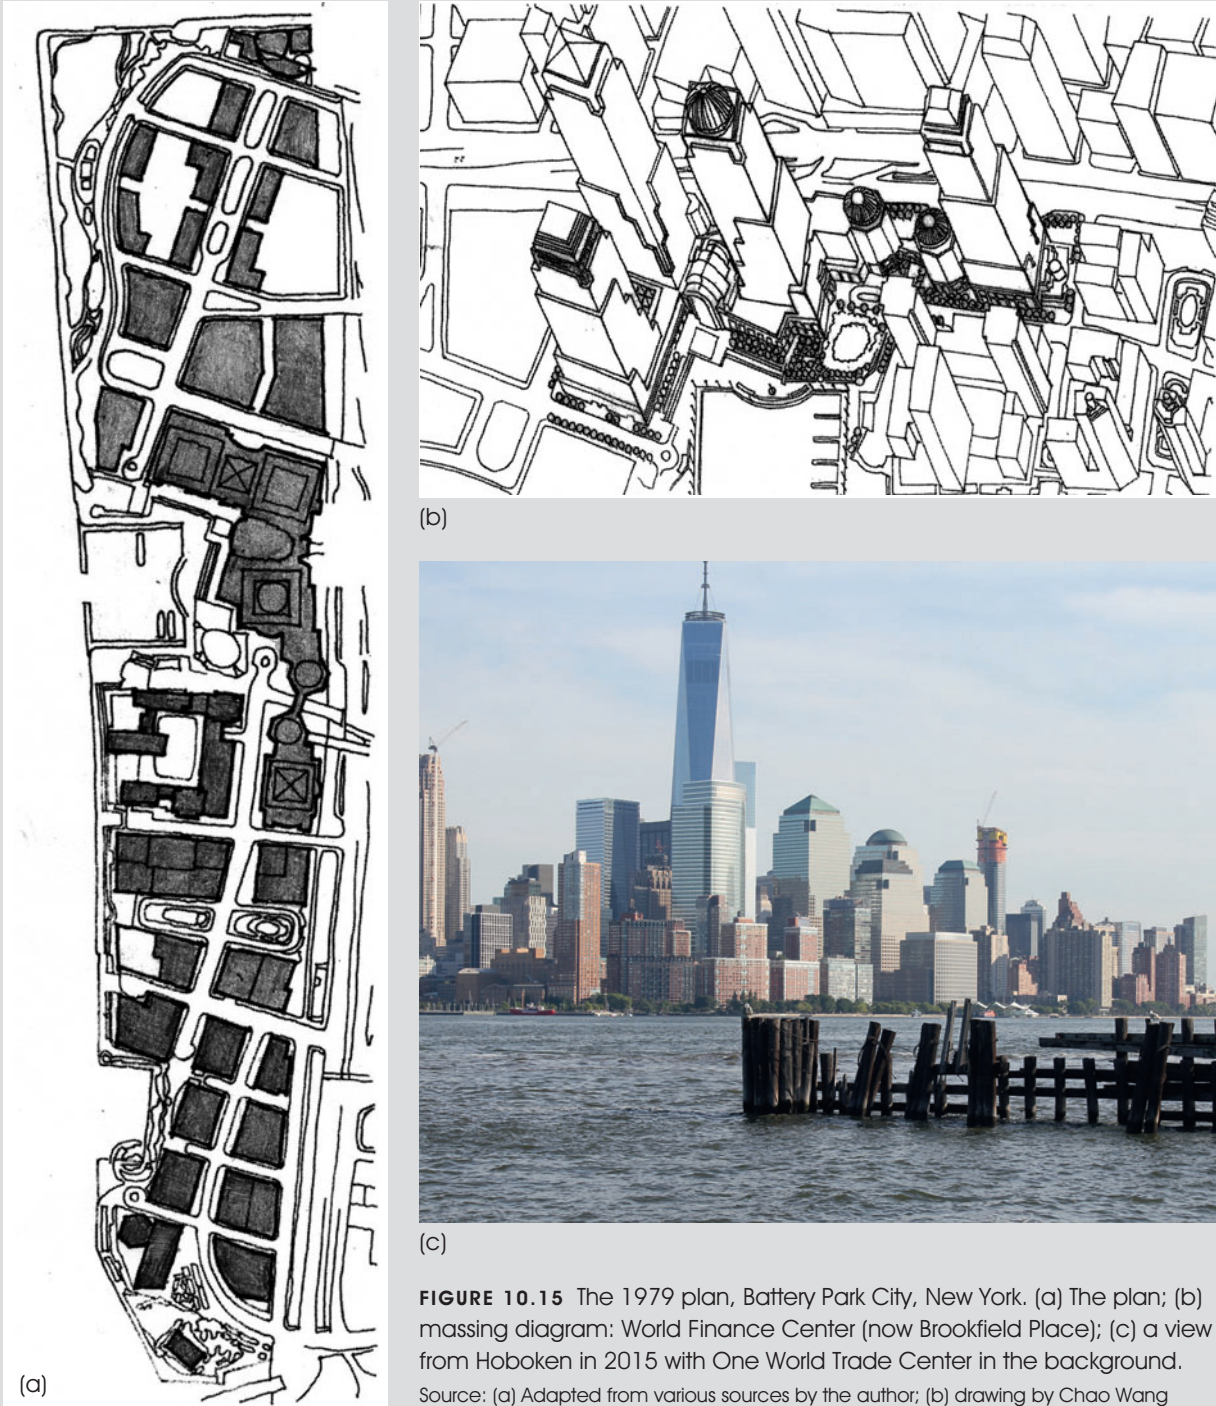 (a)
(b)
(c)
FIGURE 10.15 The 1979 plan, Battery Park City, New York. (a) The plan; (b)
massing diagram: World Finance Center (now Brookfield Place); (c) a view
from Hoboken in 2015 with One World Trade Center in the background.
Source: (a) Adapted from various sources by the author; (b) drawing by Chao Wang